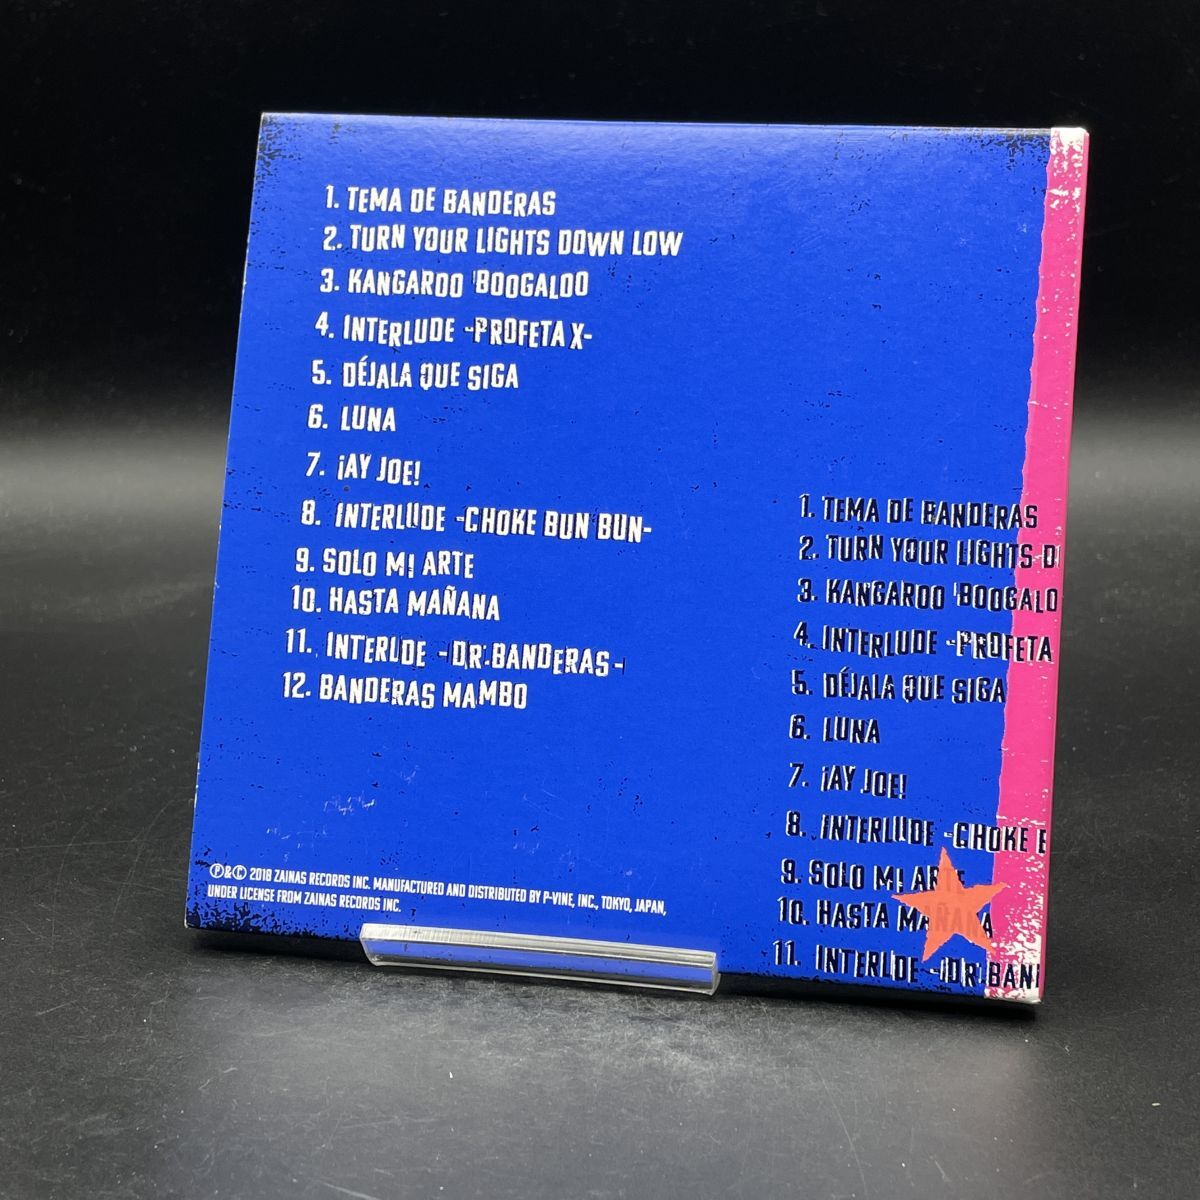 1. TEMA DE BANDERAS
2. TURN YOUR LIGHTS DOWN LOW
3. KANGAROO 'BOOGALOO
4. INTERLUDE -PROFETA X-
5. DÉJALA QUE SIGA
6. LUNA
7. ¡AY JOE!
8. INTERLUDE -CHOKE BUN BUN-
9. SOLO MI ARTE
10. HASTA MAÑANA
11. INTERLDE -DR.BANDERAS-
12. BANDERAS MAMBO
℗&© 2018 ZAINAS RECORDS INC. MANUFACTURED AND DISTRIBUTED BY P-VINE, INC., TOKYO, JAPAN,
UNDER LICENSE FROM ZAINAS RECORDS INC.
1. TEMA DE BANDERAS
2. TURN YOUR LIGHTS D
3. KANGAROO 'BOOGALO
4. INTERLUDE -PROFETA
5. DÉJALA QUE SIGA
6. LUNA
7. ¡AY JOE!
8. INTERLUDE -CHOKE B
9. SOLO MI ARTE
10. HASTA MAÑANA
11. INTERLDE -DR.BAN